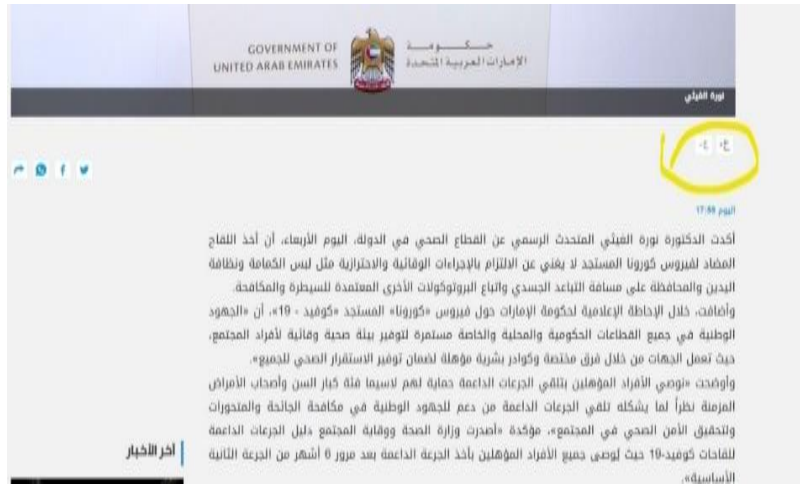 GOVERNMENT OF
UNITED ARAB EMIRATES
حكومة
الإمارات العربية المتحدة
نورة الغيثي
ع+ ع-
اليوم 17:55
أكدت الدكتورة نورة الغيثي المتحدث الرسمي عن القطاع الصحي في الدولة، اليوم الأربعاء، أن أخذ اللقاح
المضاد لفيروس كورونا المستجد لا يغني عن الالتزام بالإجراءات الوقائية والاحترازية مثل لبس الكمامة ونظافة
اليدين والمحافظة على مسافة التباعد الجسدي واتباع البروتوكولات الأخرى المعتمدة للسيطرة والمكافحة.
وأضافت، خلال الإحاطة الإعلامية لحكومة الإمارات حول فيروس «كورونا» المستجد «كوفيد - 19»، أن «الجهود
الوطنية في جميع القطاعات الحكومية والمحلية والخاصة مستمرة لتوفير بيئة صحية وقائية لأفراد المجتمع،
حيث تعمل الجهات من خلال فرق مختصة وكوادر بشرية مؤهلة لضمان توفير الاستقرار الصحي للجميع».
وأوضحت «نوصي الأفراد المؤهلين بتلقي الجرعات الداعمة حماية لهم لاسيما فئة كبار السن وأصحاب الأمراض
المزمنة نظراً لما يشكله تلقي الجرعات الداعمة من دعم للجهود الوطنية في مكافحة الجائحة والمتحورات
ولتحقيق الأمن الصحي في المجتمع»، مؤكدة «أصدرت وزارة الصحة ووقاية المجتمع دليل الجرعات الداعمة
للقاحات كوفيد-19 حيث يُوصى جميع الأفراد المؤهلين بأخذ الجرعة الداعمة بعد مرور 6 أشهر من الجرعة الثانية
الأساسية».
آخر الأخبار